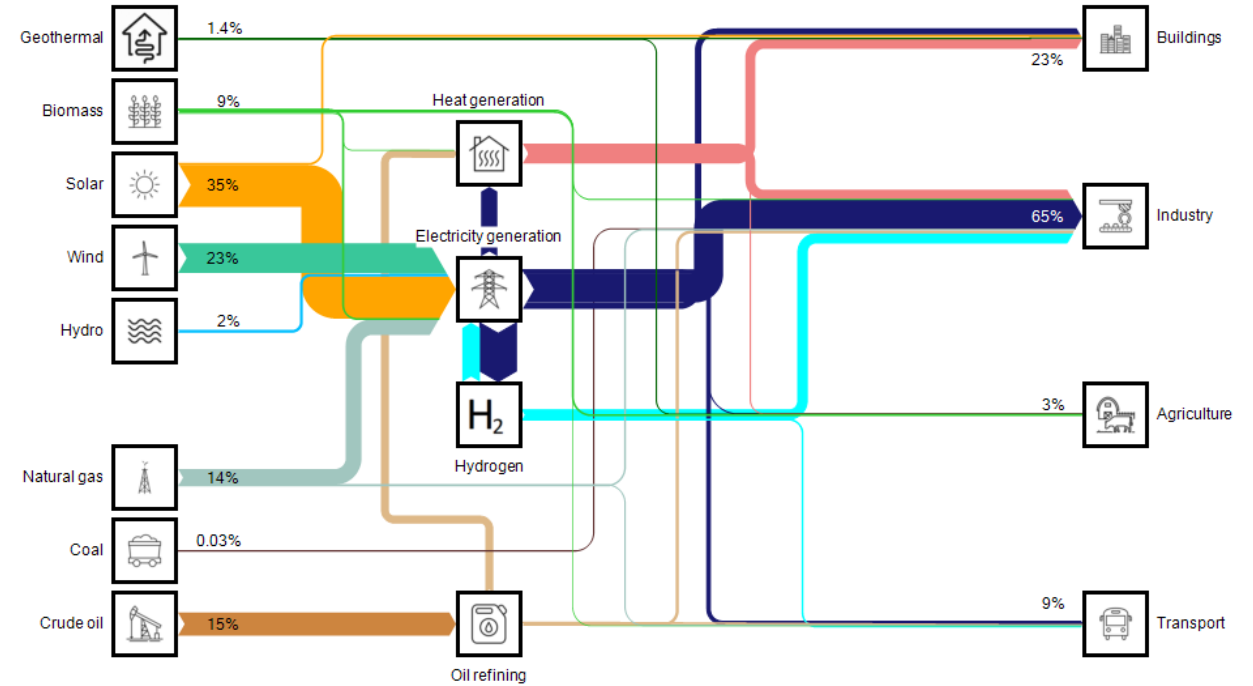 Geothermal
1.4%
Buildings
23%
Biomass
9%
Heat generation
Solar
35%
65%
Industry
Wind
23%
Electricity generation
Hydro
2%
H2
Hydrogen
3%
Agriculture
Natural gas
14%
Coal
0.03%
Crude oil
15%
Oil refining
9%
Transport